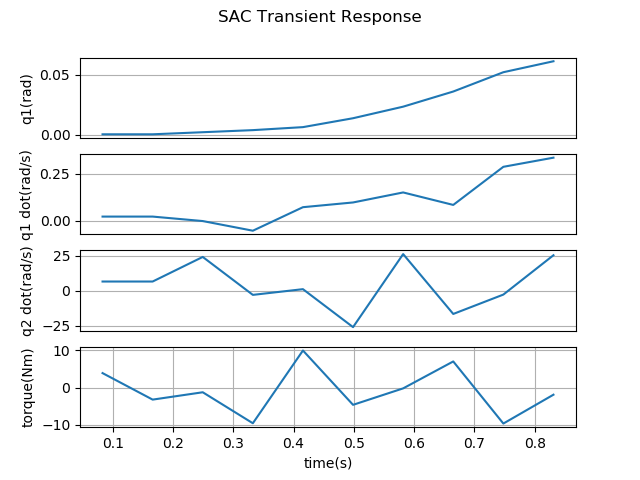 SAC Transient Response
q1(rad)
0.05
0.00
q1 dot(rad/s)
0.25
0.00
q2 dot(rad/s)
25
0
−25
torque(Nm)
10
0
−10
0.1 0.2 0.3 0.4 0.5 0.6 0.7 0.8
time(s)